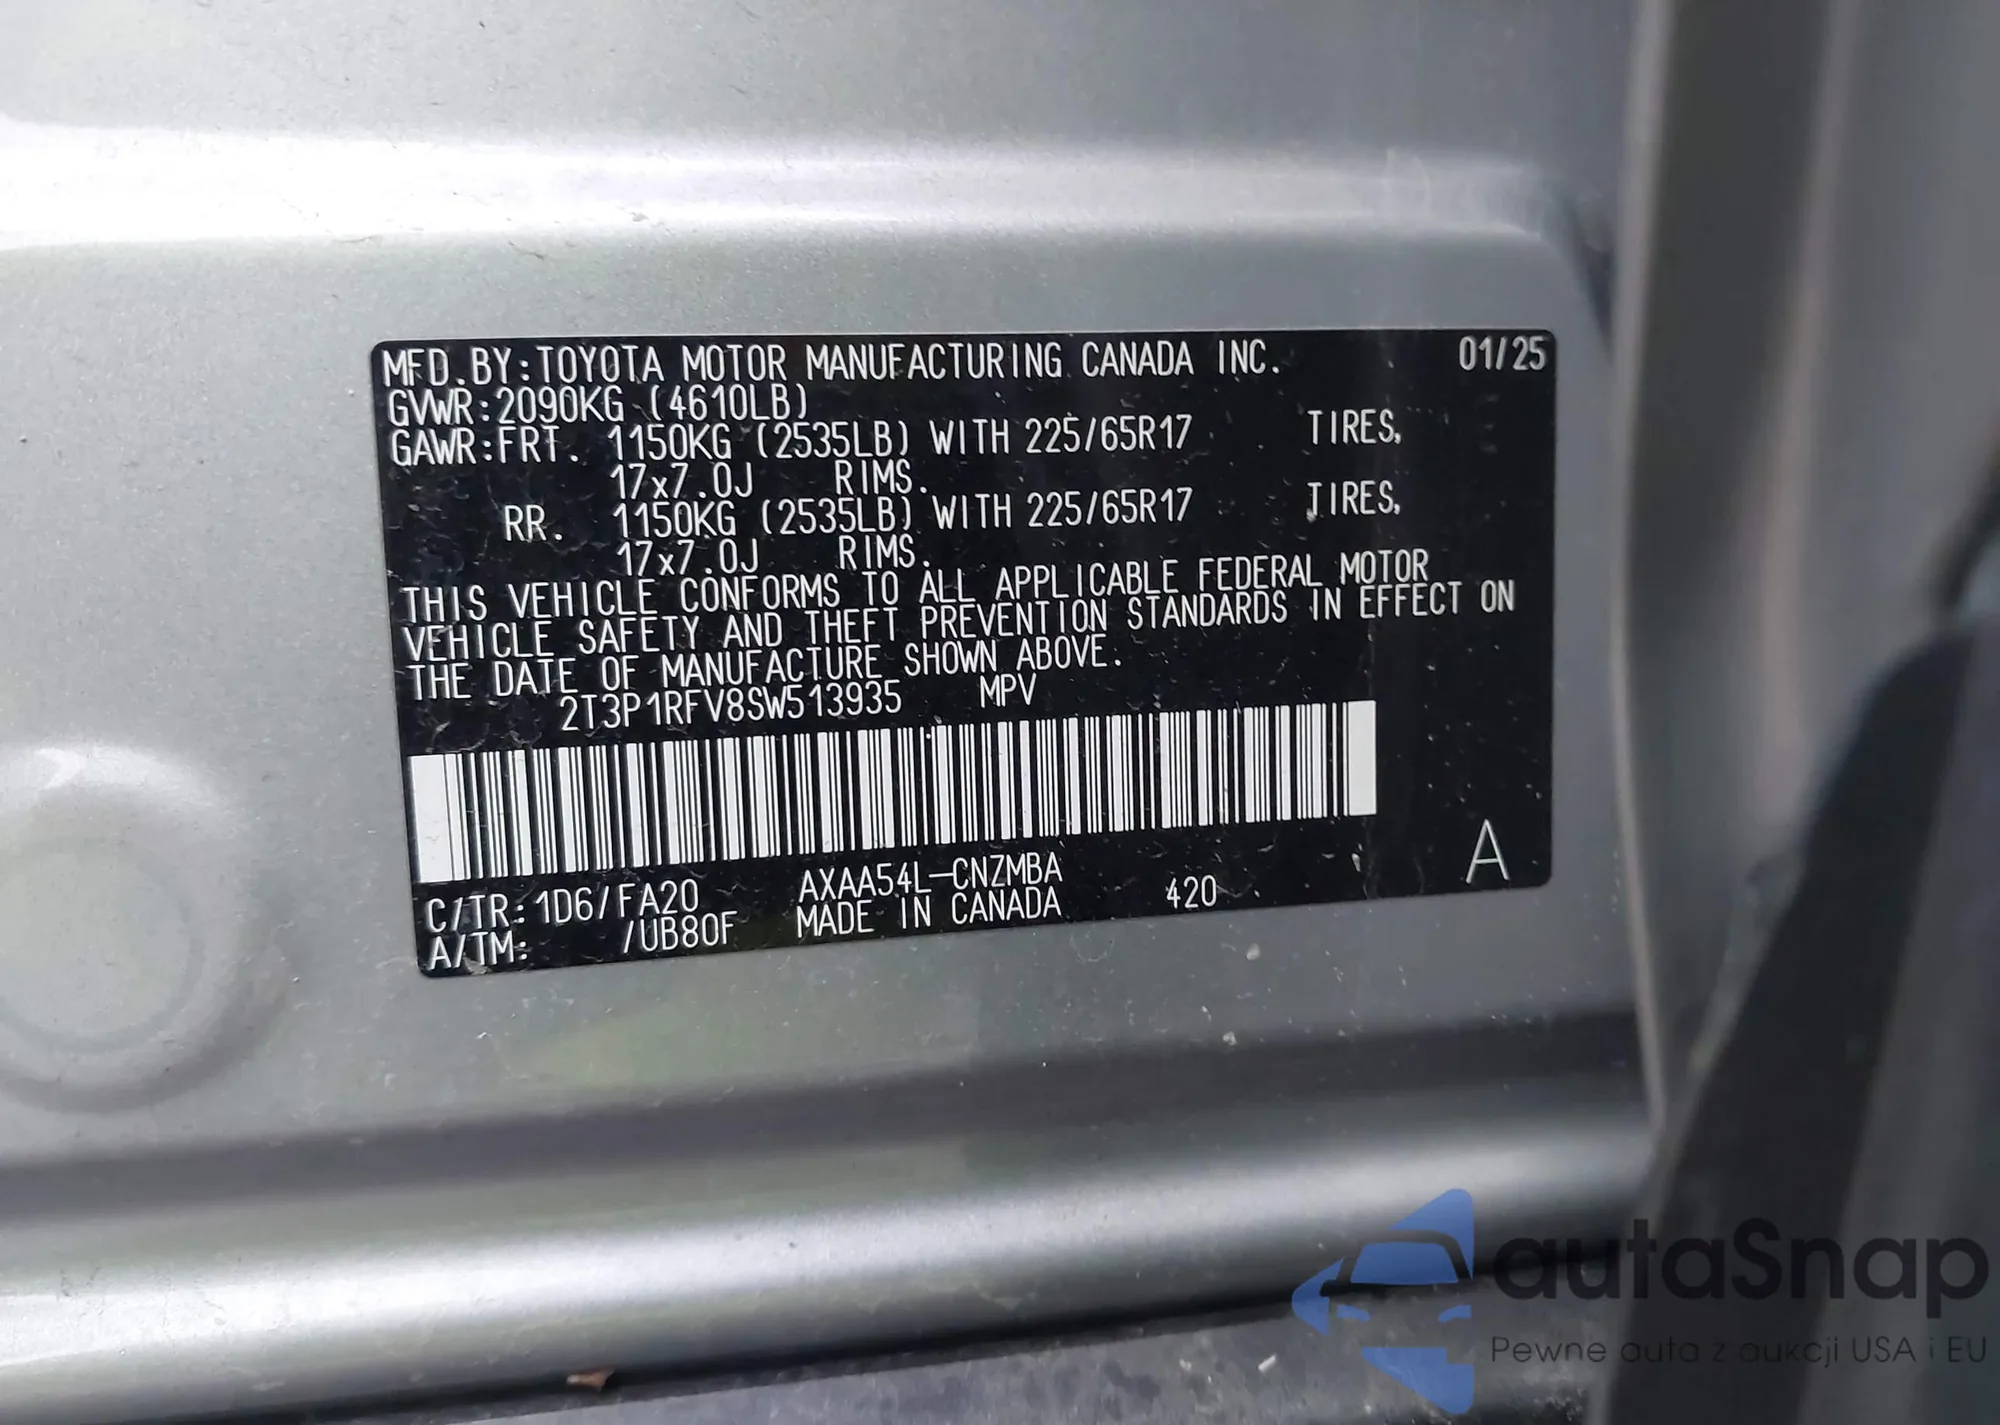 MFD.BY:TOYOTA MOTOR MANUFACTURING CANADA INC. 01/25
GVWR:2090KG (4610LB)
GAWR:FRT. 1150KG (2535LB) WITH 225/65R17 TIRES,
17x7.0J RIMS.
RR. 1150KG (2535LB) WITH 225/65R17 TIRES,
17x7.0J RIMS.
THIS VEHICLE CONFORMS TO ALL APPLICABLE FEDERAL MOTOR
VEHICLE SAFETY AND THEFT PREVENTION STANDARDS IN EFFECT ON
THE DATE OF MANUFACTURE SHOWN ABOVE.
2T3P1RFV8SW513935 MPV
C/TR:1D6/FA20 AXAA54L-CNZMBA
A/TM: /UB80F MADE IN CANADA 420 A
autoSnap
Pewne auta z aukcji USA i EU